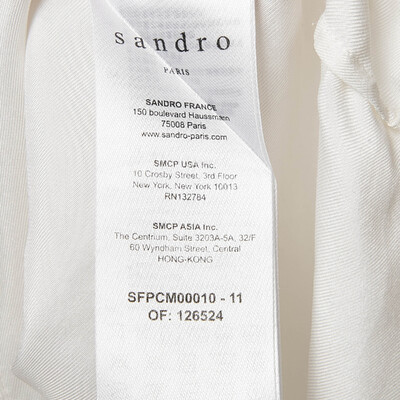 sandro
PARIS
SANDRO FRANCE
150 boulevard Haussmann
75008 Paris
www.sandro-paris.com
SMCP USA Inc.
10 Crosby Street, 3rd Floor
New York, New York 10013
RN132784
SMCP ASIA Inc.
The Centrium, Suite 3203A-5A, 32/F
60 Wyndham Street, Central
HONG-KONG
SFPCM00010 - 11
OF: 126524